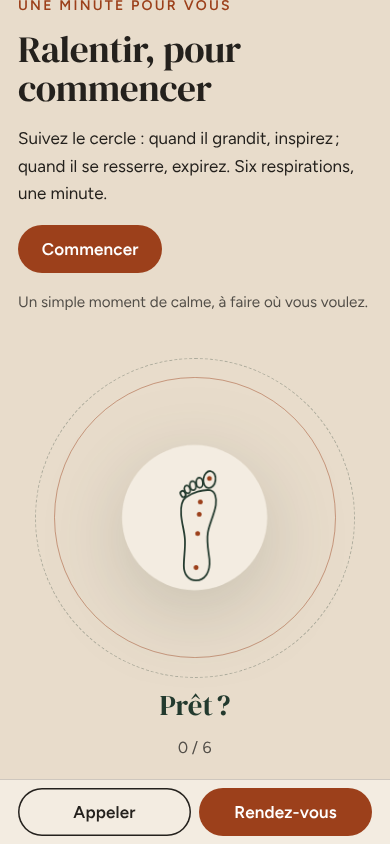 UNE MINUTE POUR VOUS
Ralentir, pour
commencer
Suivez le cercle : quand il grandit, inspirez ;
quand il se resserre, expirez. Six respirations,
une minute.
Commencer
Un simple moment de calme, à faire où vous voulez.
Prêt ?
0 / 6
Appeler
Rendez-vous